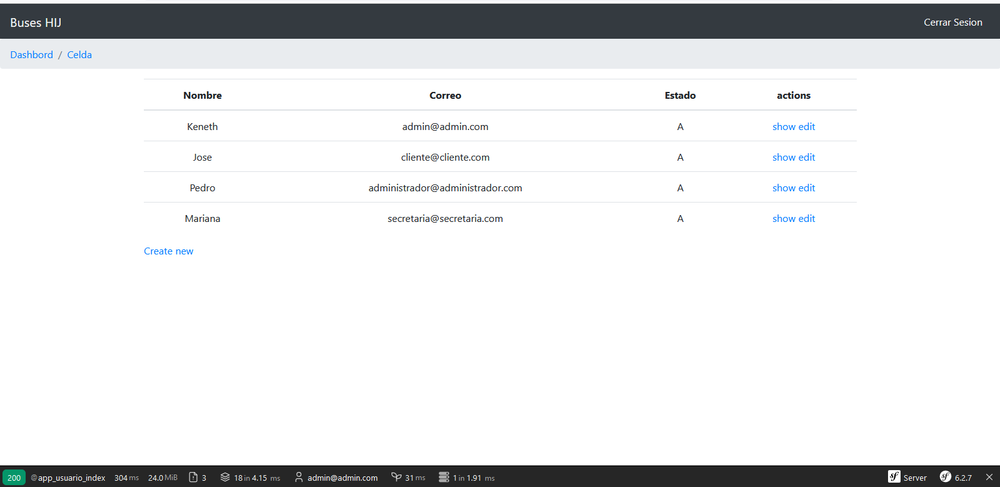 Buses HIJ Cerrar Sesion
Dashbord / Celda
Nombre Correo Estado actions
Keneth admin@admin.com A show edit
Jose cliente@cliente.com A show edit
Pedro administrador@administrador.com A show edit
Mariana secretaria@secretaria.com A show edit
Create new
200 @app_usuario_index 304 ms 24.0 MiB 3 18 in 4.15 ms admin@admin.com 31 ms 1 in 1.91 ms sf Server sf 6.2.7